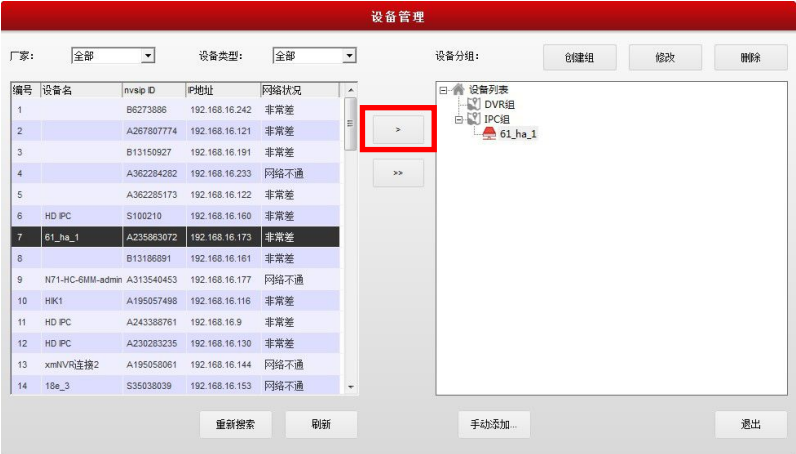 设备管理
厂家: 全部 设备类型: 全部 设备分组: 创建组 修改 删除
编号 设备名 nvsip ID IP地址 网络状况
1 B6273886 192.168.16.242 非常差
2 A267807774 192.168.16.121 非常差
3 B13150927 192.168.16.191 非常差
4 A362284282 192.168.16.233 网络不通
5 A362285173 192.168.16.122 非常差
6 HD IPC S100210 192.168.16.160 非常差
7 61_ha_1 A235863072 192.168.16.173 非常差
8 B13186891 192.168.16.161 非常差
9 N71-HC-6MM-admin A313540453 192.168.16.177 网络不通
10 HIK1 A195057498 192.168.16.116 非常差
11 HD IPC A243388761 192.168.16.9 非常差
12 HD IPC A230283235 192.168.16.130 非常差
13 xmNVR连接2 A195058061 192.168.16.144 网络不通
14 18e_3 S35038039 192.168.16.153 网络不通
>
>>
设备列表
DVR组
IPC组
61_ha_1
重新搜索 刷新 手动添加... 退出